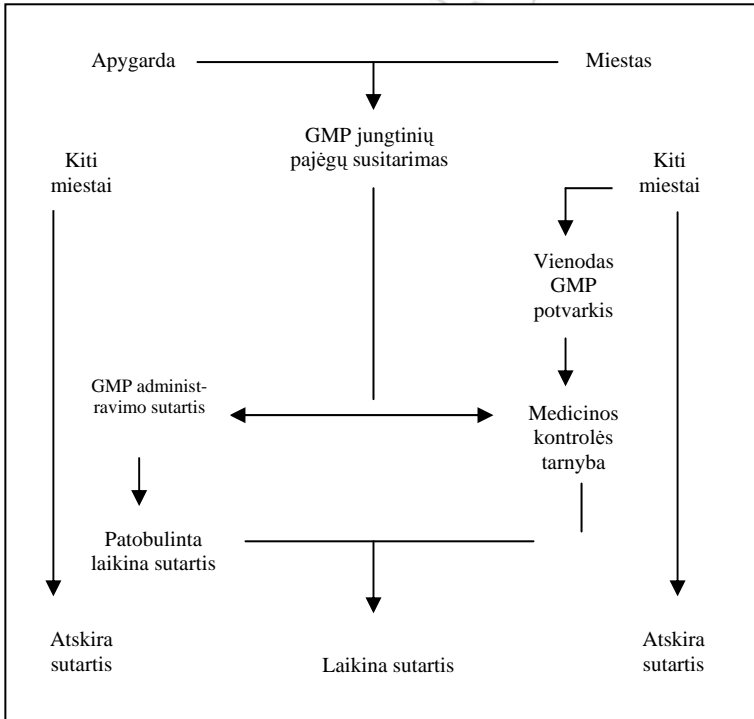 Apygarda
Miestas
GMP jungtinių
pajėgų susitarimas
Kiti
miestai
Kiti
miestai
Vienodas
GMP
potvarkis
GMP administ-
ravimo sutartis
Medicinos
kontrolės
tarnyba
Patobulinta
laikina sutartis
Atskira
sutartis
Laikina sutartis
Atskira
sutartis